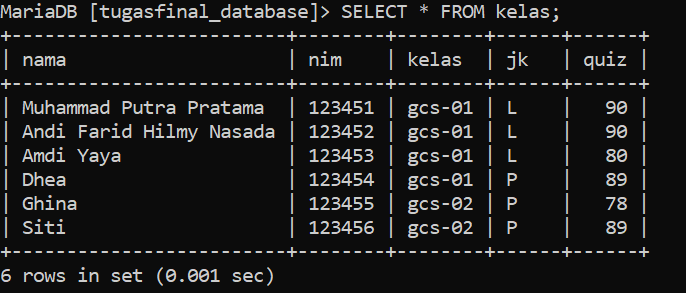 MariaDB [tugasfinal_database]> SELECT * FROM kelas;
+--------------------------+--------+--------+------+------+
| nama                     | nim    | kelas  | jk   | quiz |
+--------------------------+--------+--------+------+------+
| Muhammad Putra Pratama   | 123451 | gcs-01 | L    |   90 |
| Andi Farid Hilmy Nasada  | 123452 | gcs-01 | L    |   90 |
| Amdi Yaya                | 123453 | gcs-01 | L    |   80 |
| Dhea                     | 123454 | gcs-01 | P    |   89 |
| Ghina                    | 123455 | gcs-02 | P    |   78 |
| Siti                     | 123456 | gcs-02 | P    |   89 |
+--------------------------+--------+--------+------+------+
6 rows in set (0.001 sec)